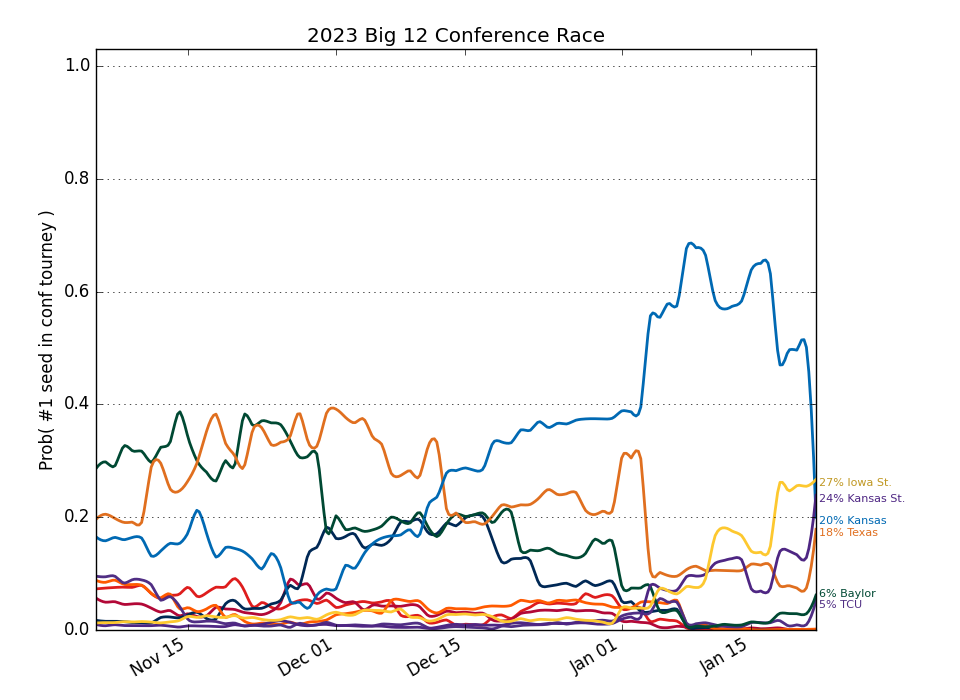 2023 Big 12 Conference Race
Prob( #1 seed in conf tourney )
1.0
0.8
0.6
0.4
0.2
0.0
Nov 15
Dec 01
Dec 15
Jan 01
Jan 15
27% Iowa St.
24% Kansas St.
20% Kansas
18% Texas
6% Baylor
5% TCU